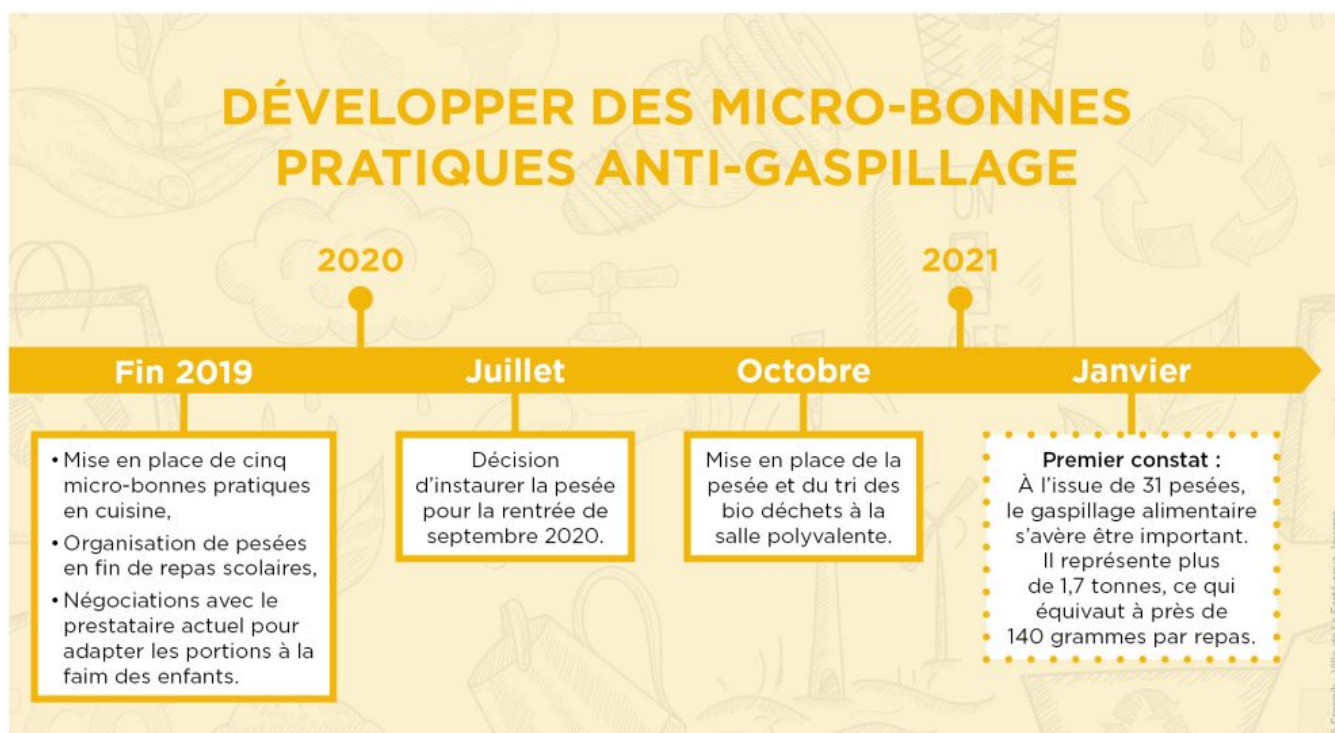 DÉVELOPPER DES MICRO-BONNES
PRATIQUES ANTI-GASPILLAGE
2020
2021
Fin 2019
Juillet
Octobre
Janvier
• Mise en place de cinq
micro-bonnes pratiques
en cuisine,
• Organisation de pesées
en fin de repas scolaires,
• Négociations avec le
prestataire actuel pour
adapter les portions à la
faim des enfants.
Décision
d'instaurer la pesée
pour la rentrée de
septembre 2020.
Mise en place de la
pesée et du tri des
bio déchets à la
salle polyvalente.
Premier constat :
À l'issue de 31 pesées,
le gaspillage alimentaire
s'avère être important.
Il représente plus
de 1,7 tonnes, ce qui
équivaut à près de
140 grammes par repas.
ON
OFF